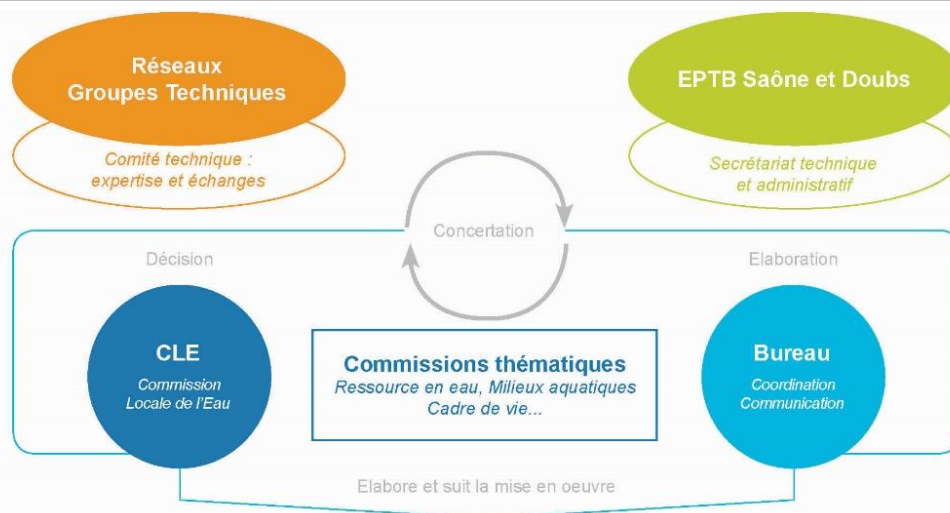 Réseaux
Groupes Techniques
Comité technique :
expertise et échanges
EPTB Saône et Doubs
Secrétariat technique
et administratif
Concertation
Décision
Elaboration
CLE
Commission
Locale de l'Eau
Commissions thématiques
Ressource en eau, Milieux aquatiques
Cadre de vie...
Bureau
Coordination
Communication
Elabore et suit la mise en oeuvre